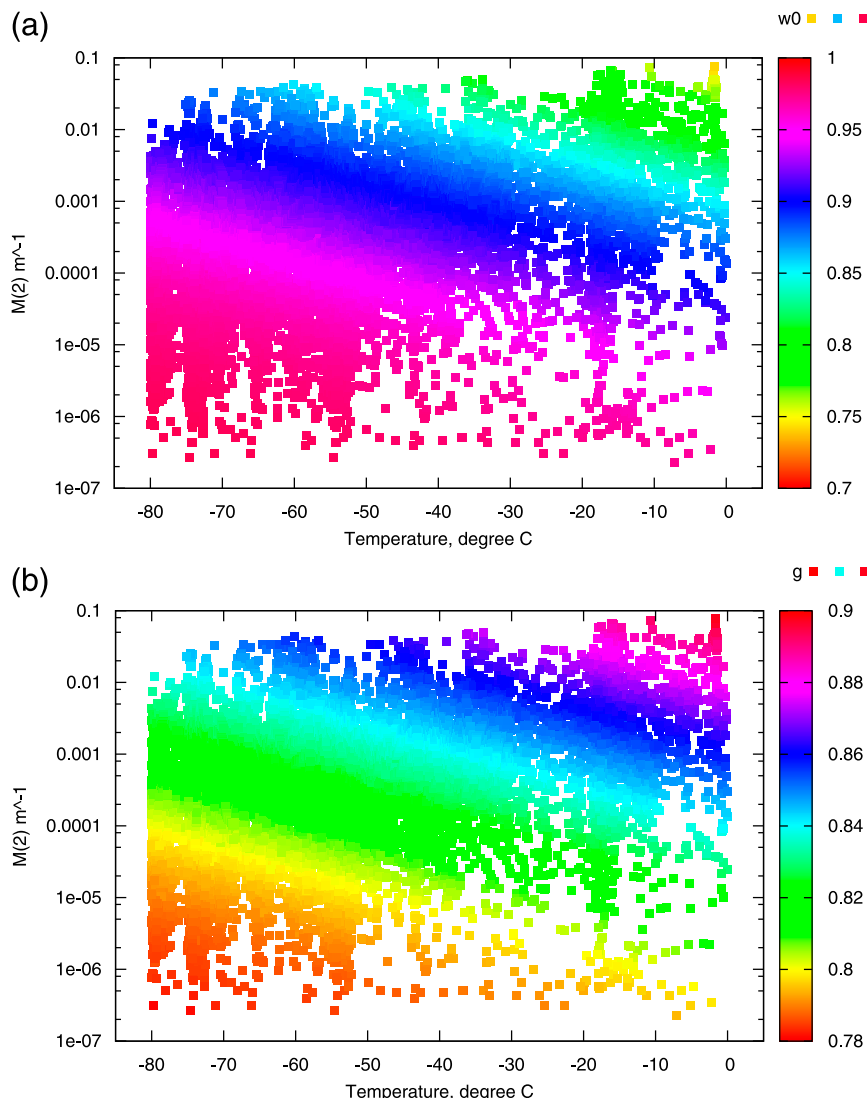 (a)
w0
0.1
0.01
0.001
0.0001
1e-05
1e-06
1e-07
M(2) m^-1
-80 -70 -60 -50 -40 -30 -20 -10 0
Temperature, degree C
1
0.95
0.9
0.85
0.8
0.75
0.7
(b)
g
0.1
0.01
0.001
0.0001
1e-05
1e-06
1e-07
M(2) m^-1
-80 -70 -60 -50 -40 -30 -20 -10 0
Temperature, degree C
0.9
0.88
0.86
0.84
0.82
0.8
0.78